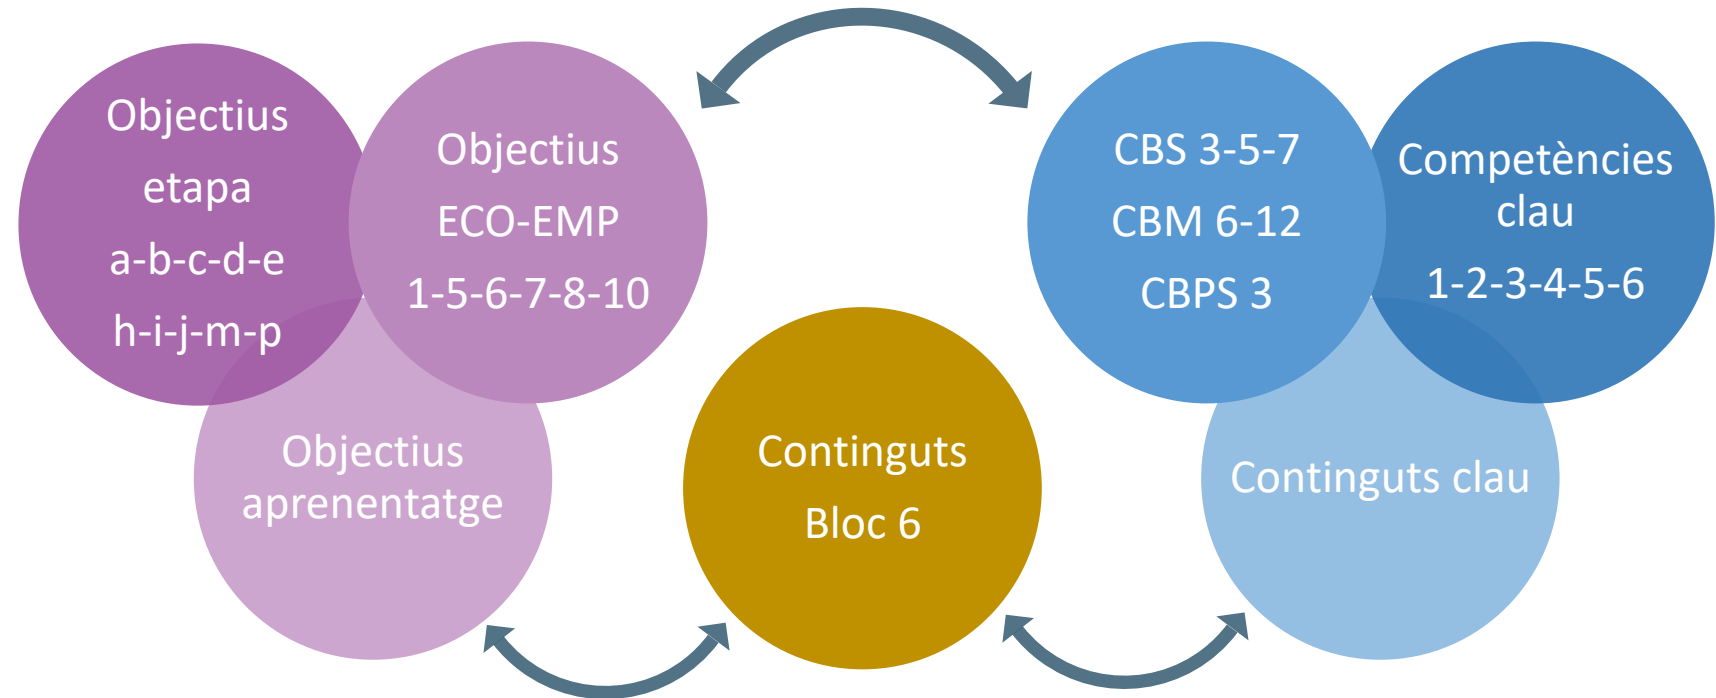 Objectius
etapa
a-b-c-d-e
h-i-j-m-p
Objectius
ECO-EMP
1-5-6-7-8-10
Objectius
aprenentatge
Continguts
Bloc 6
CBS 3-5-7
CBM 6-12
CBPS 3
Competències
clau
1-2-3-4-5-6
Continguts clau